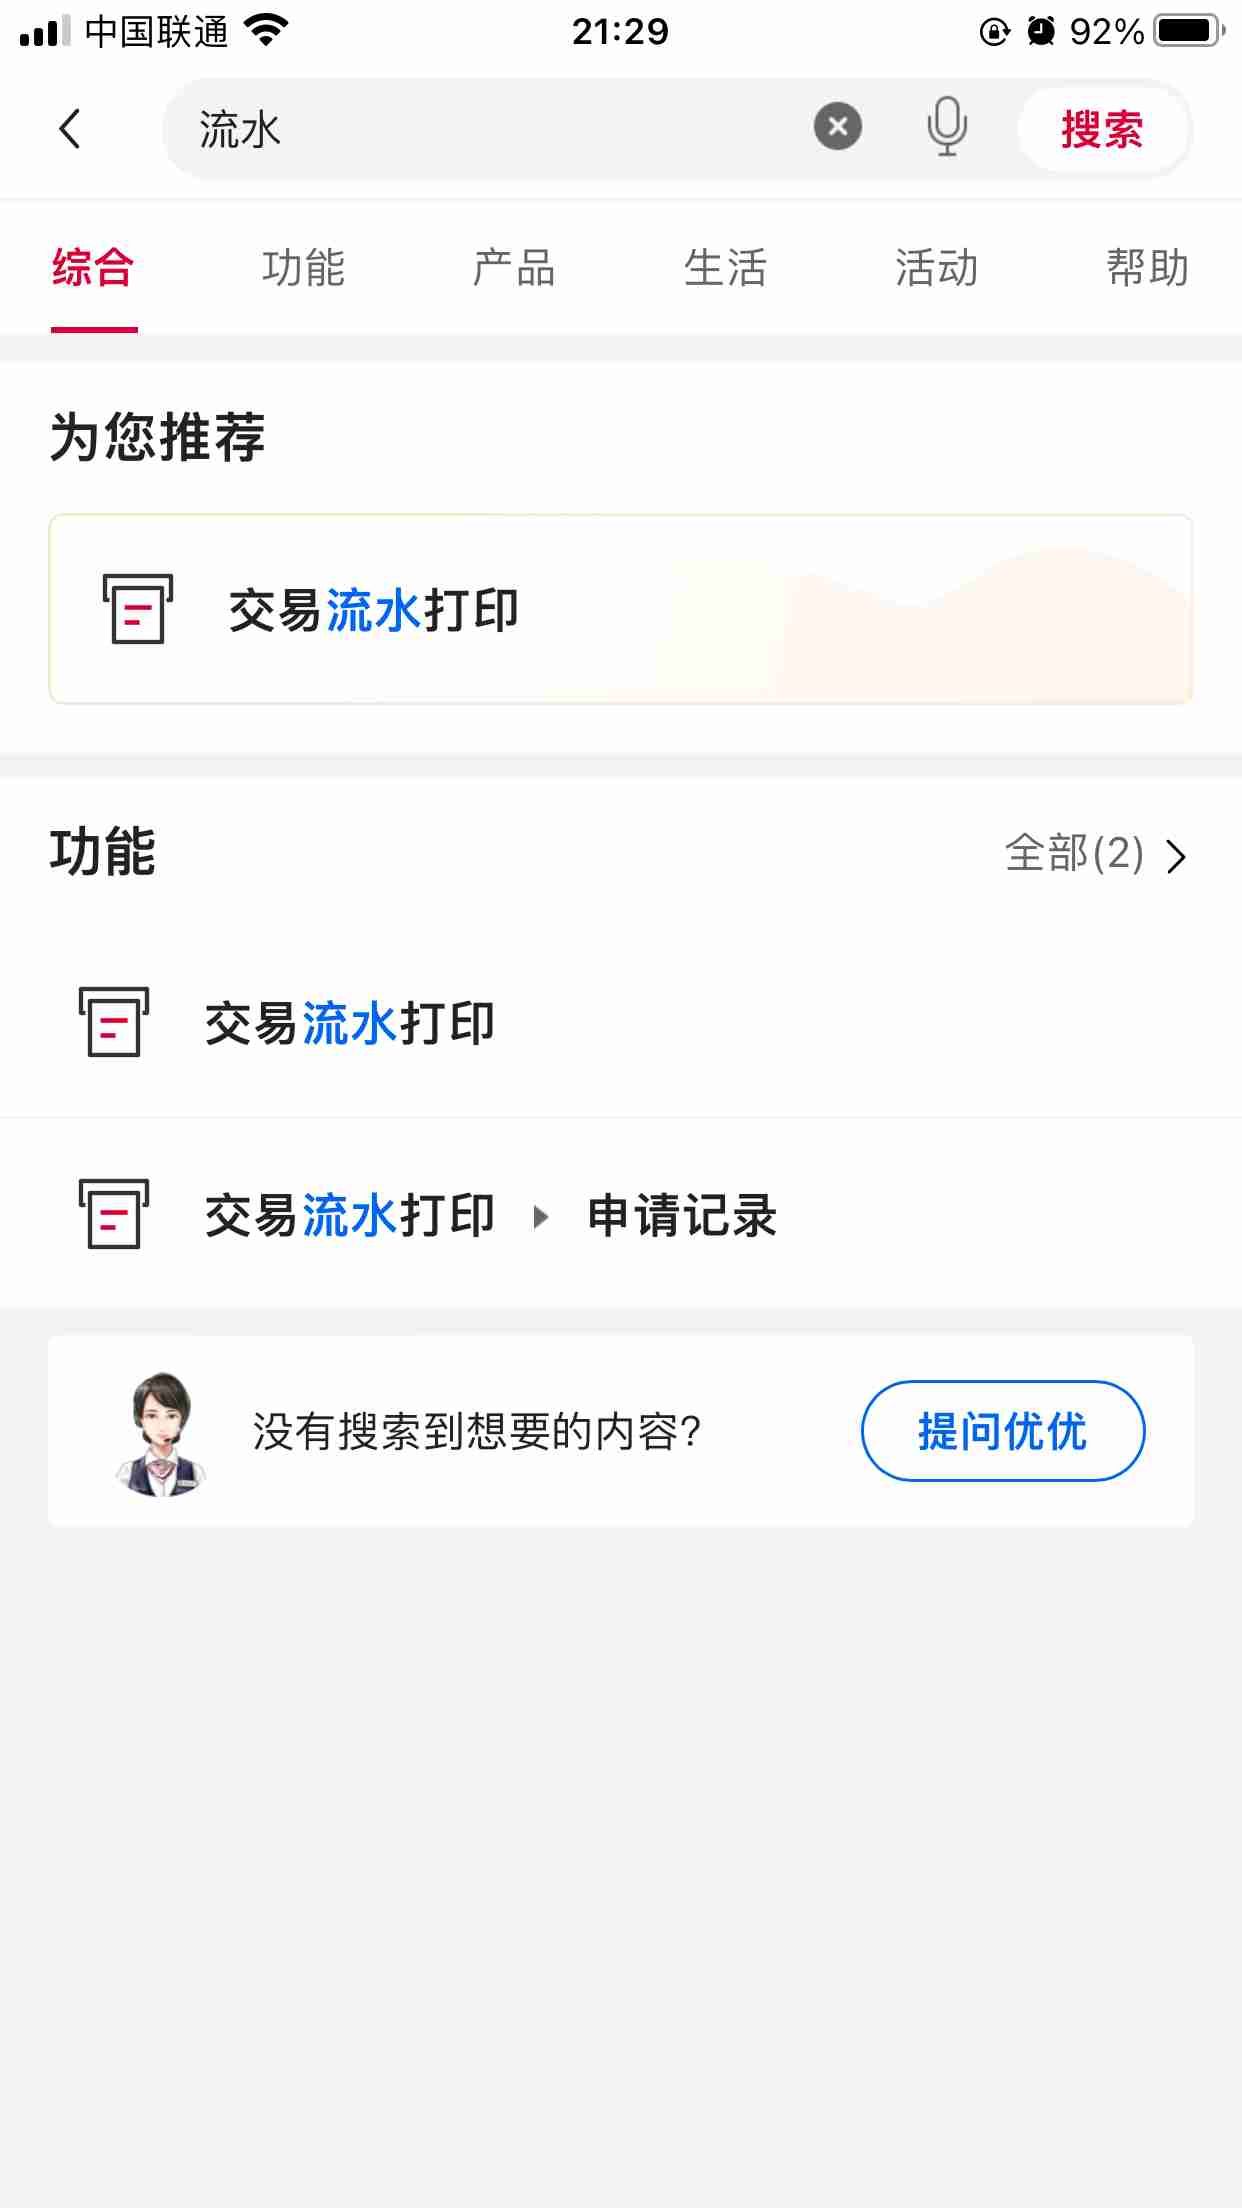 中国联通 21:29 92%
流水 搜索
综合 功能 产品 生活 活动 帮助
为您推荐
交易流水打印
功能 全部(2)
交易流水打印
交易流水打印 申请记录
没有搜索到想要的内容? 提问优优